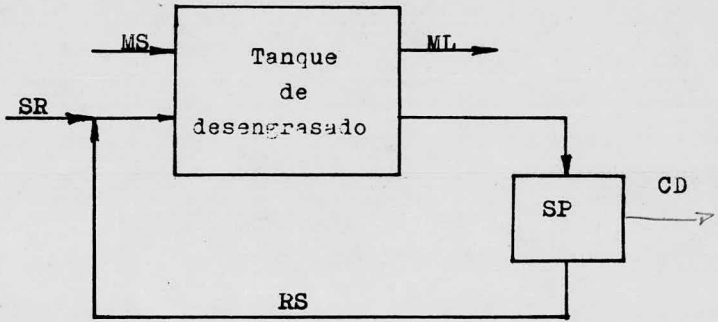 MS
ML
Tanque
de
desengrasado
SR
CD
SP
RS